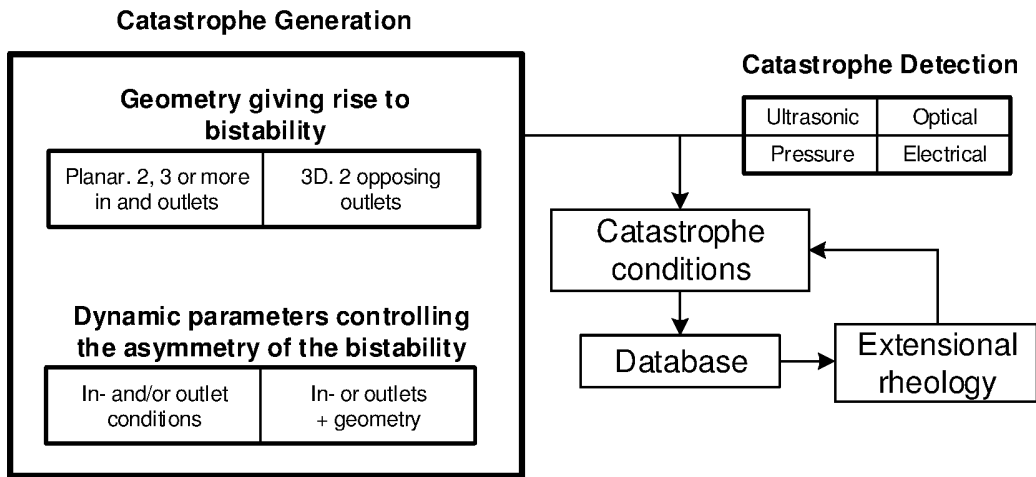 Catastrophe Generation
Geometry giving rise to
bistability
Planar. 2, 3 or more
in and outlets
3D. 2 opposing
outlets
Dynamic parameters controlling
the asymmetry of the bistability
In- and/or outlet
conditions
In- or outlets
+ geometry
Catastrophe Detection
Ultrasonic
Optical
Pressure
Electrical
Catastrophe
conditions
Database
Extensional
rheology